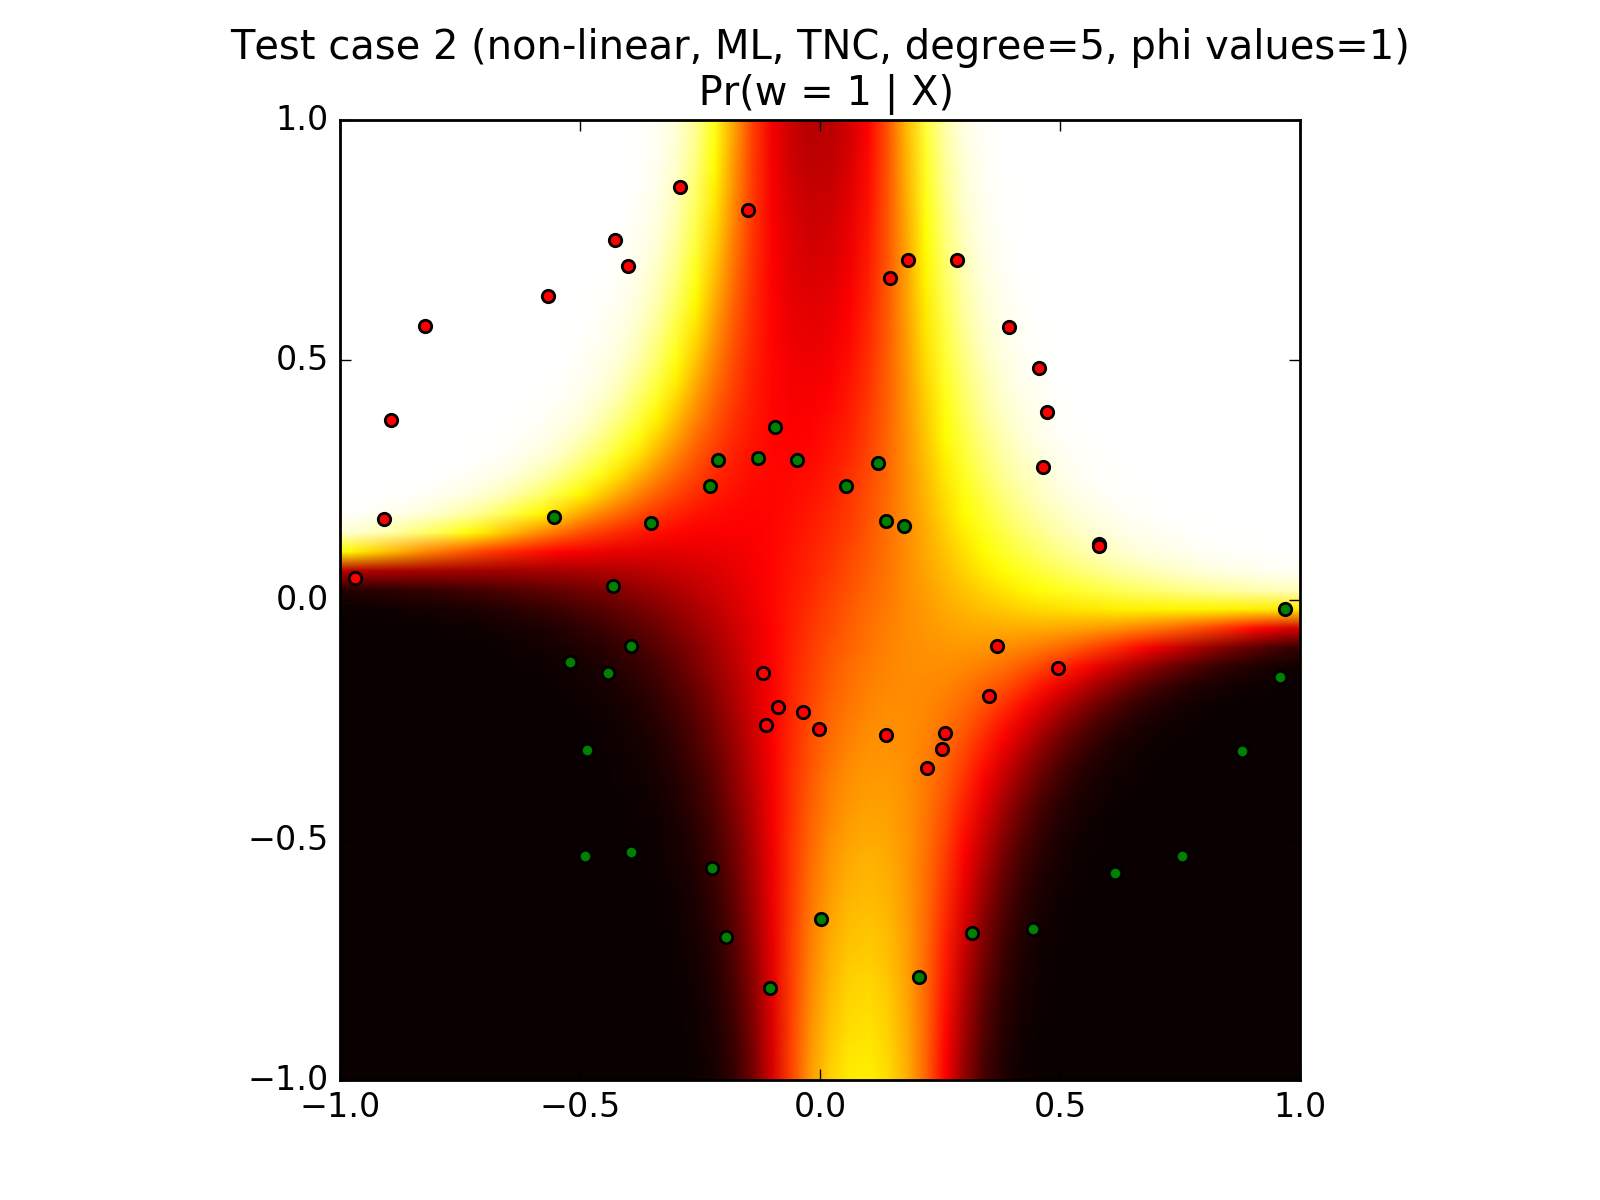 Test case 2 (non-linear, ML, TNC, degree=5, phi values=1)
Pr(w = 1 | X)
1.0
0.5
0.0
−0.5
−1.0
−1.0 −0.5 0.0 0.5 1.0